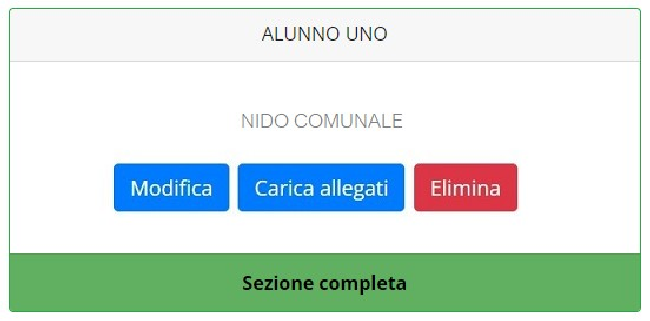 ALUNNO UNO
NIDO COMUNALE
Modifica Carica allegati Elimina
Sezione completa